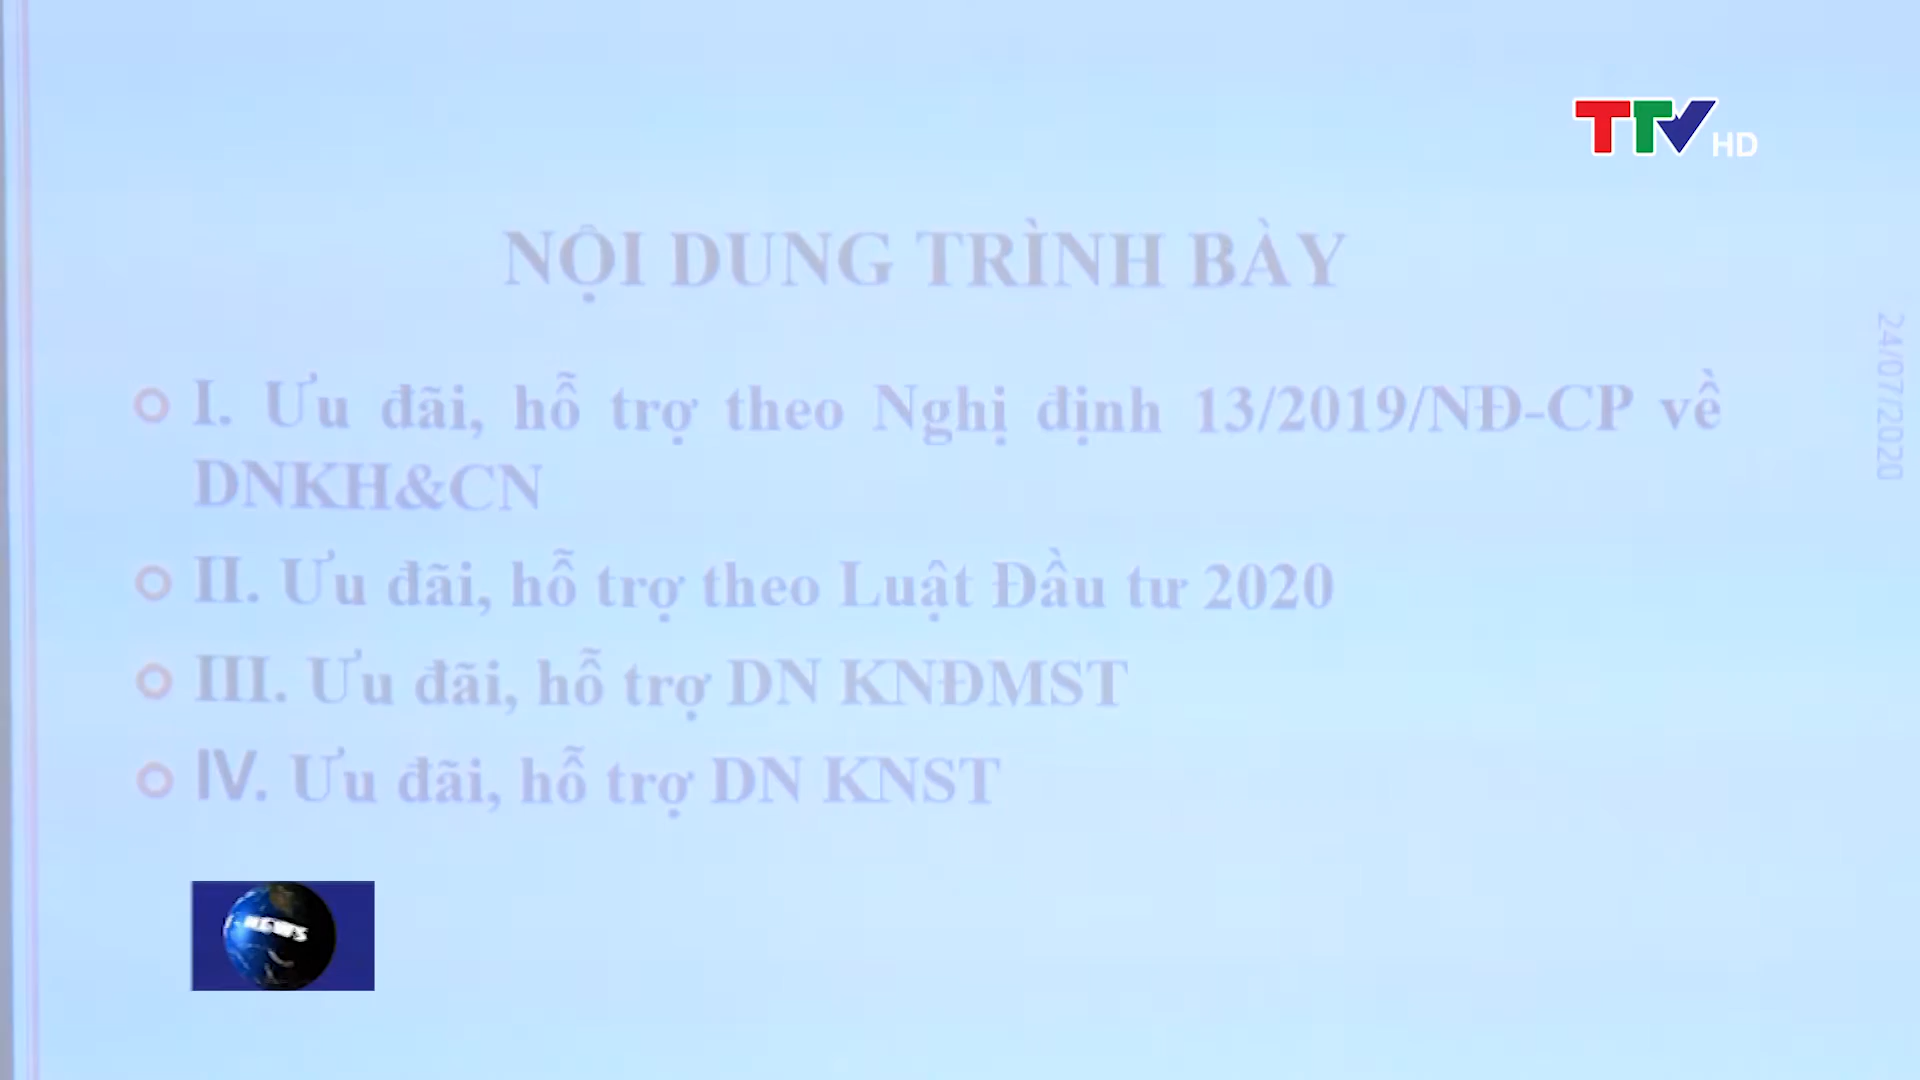 TTV HD
NỘI DUNG TRÌNH BÀY
I. Ưu đãi, hỗ trợ theo Nghị định 13/2019/NĐ-CP về
DNKH&CN
II. Ưu đãi, hỗ trợ theo Luật Đầu tư 2020
III. Ưu đãi, hỗ trợ DN KNĐMST
IV. Ưu đãi, hỗ trợ DN KNST
24/07/2020
NEWS